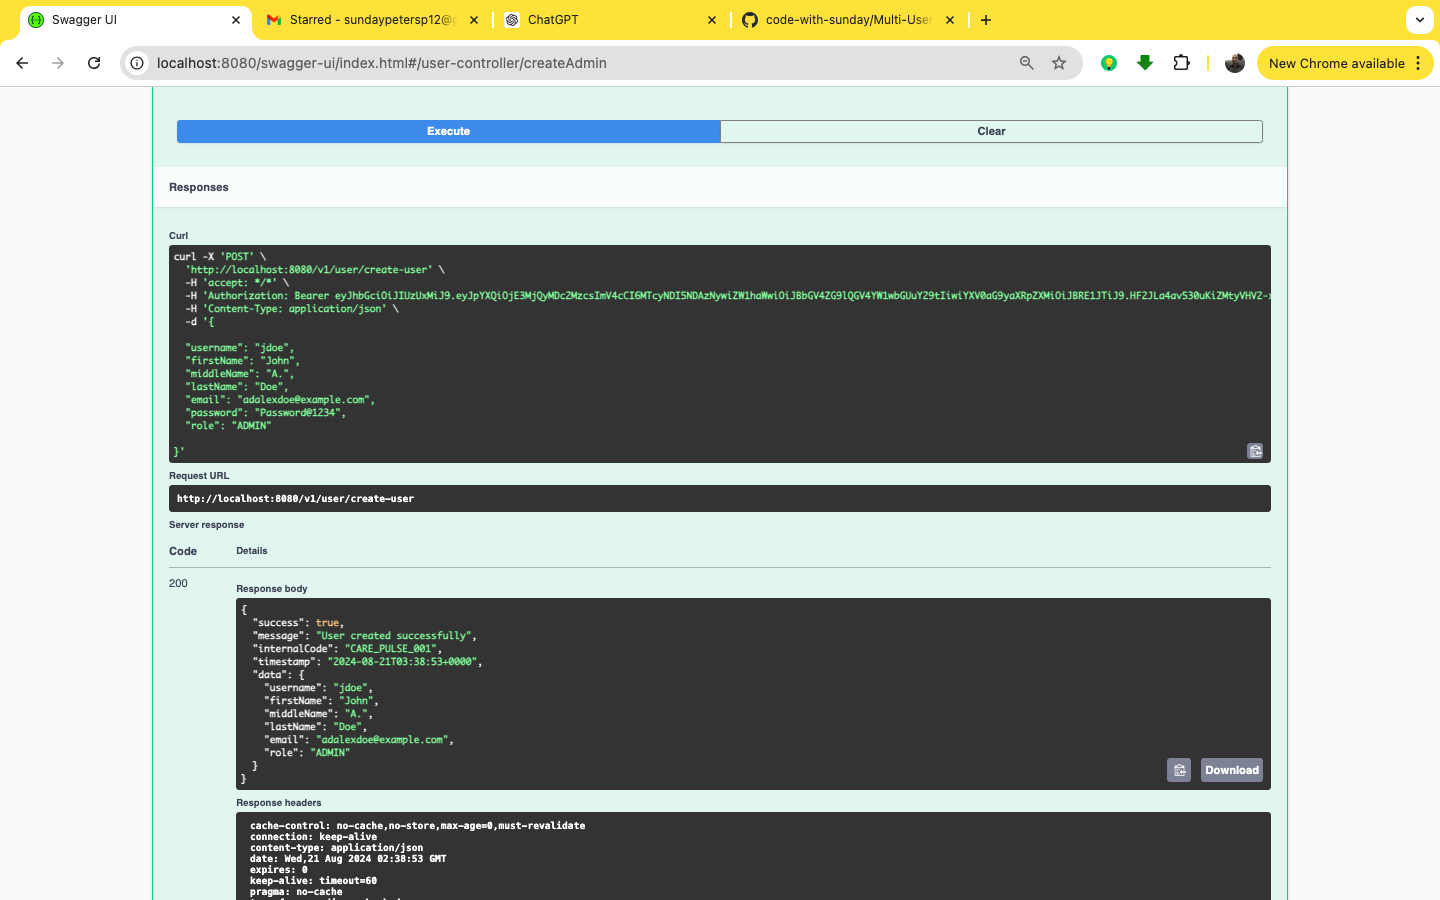 Swagger UI
Starred - sundaypetersp12@g
ChatGPT
code-with-sunday/Multi-User
localhost:8080/swagger-ui/index.html#/user-controller/createAdmin
New Chrome available
Execute
Clear
Responses
Curl
curl -X 'POST' \
'http://localhost:8080/v1/user/create-user' \
-H 'accept: */*' \
-H 'Authorization: Bearer eyJhbGciOiJIUzUxMiJ9.eyJpYXQiOjE3MjQyMDc2MzcsImV4cCI6MTcyNDI5NDAzNywiZW1haWwiOiJBbGV4ZG9lQGV4YW1wbGUuY29tIiwiYXV0aG9yaXRpZXMiOiJBRE1JTiJ9.HF2JLa4av530uKiZMtyVHV2-
-H 'Content-Type: application/json' \
-d '{
"username": "jdoe",
"firstName": "John",
"middleName": "A.",
"lastName": "Doe",
"email": "adalexdoe@example.com",
"password": "Password@1234",
"role": "ADMIN"
}'
Request URL
http://localhost:8080/v1/user/create-user
Server response
Code
Details
200
Response body
{
"success": true,
"message": "User created successfully",
"internalCode": "CARE_PULSE_001",
"timestamp": "2024-08-21T03:38:53+0000",
"data": {
"username": "jdoe",
"firstName": "John",
"middleName": "A.",
"lastName": "Doe",
"email": "adalexdoe@example.com",
"role": "ADMIN"
}
}
Download
Response headers
cache-control: no-cache,no-store,max-age=0,must-revalidate
connection: keep-alive
content-type: application/json
date: Wed,21 Aug 2024 02:38:53 GMT
expires: 0
keep-alive: timeout=60
pragma: no-cache